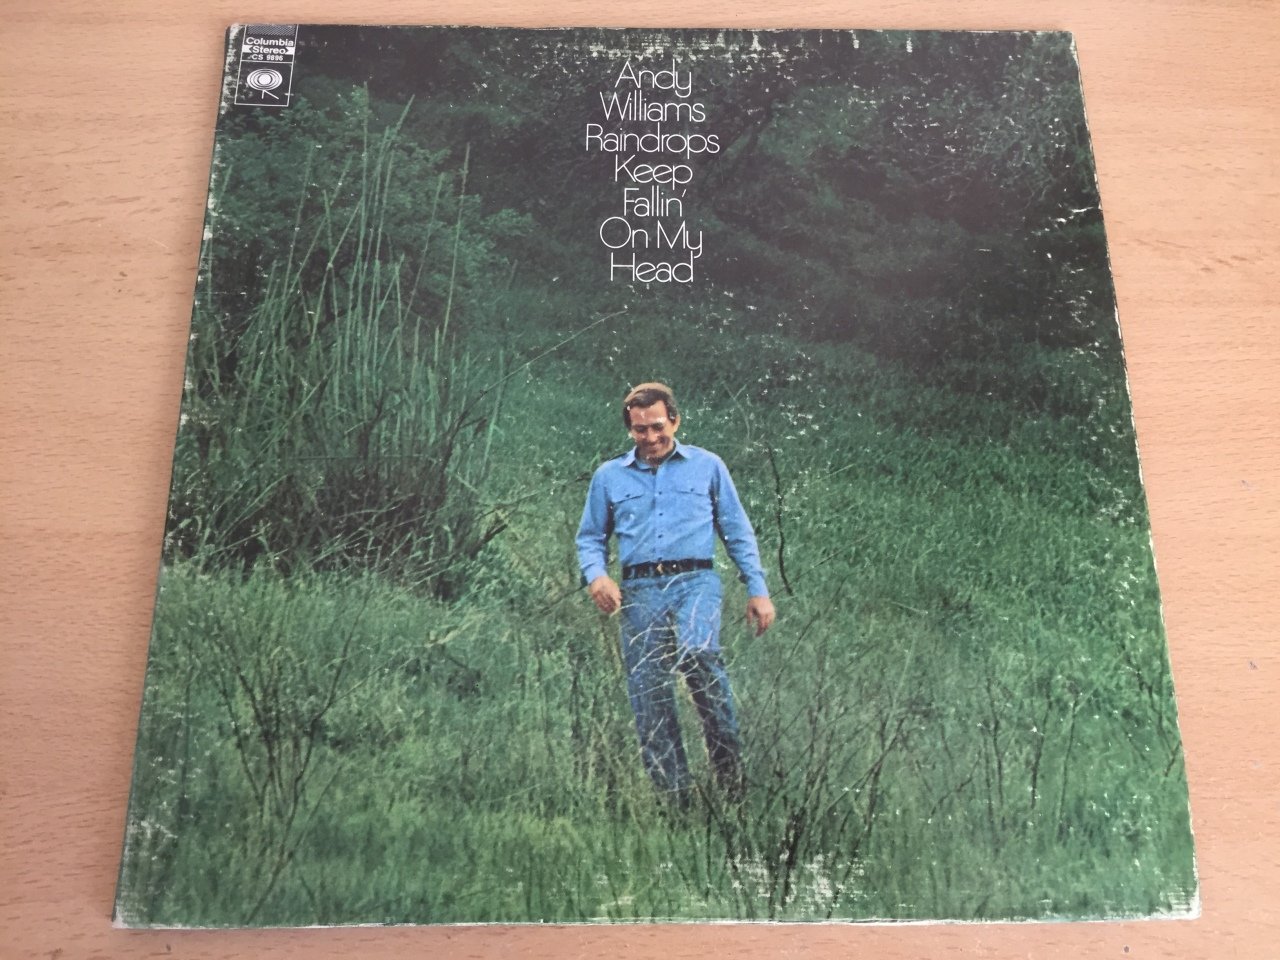 Columbia
Stereo
CS 9896
Andy
Williams
Raindrops
Keep
Fallin'
On My
Head